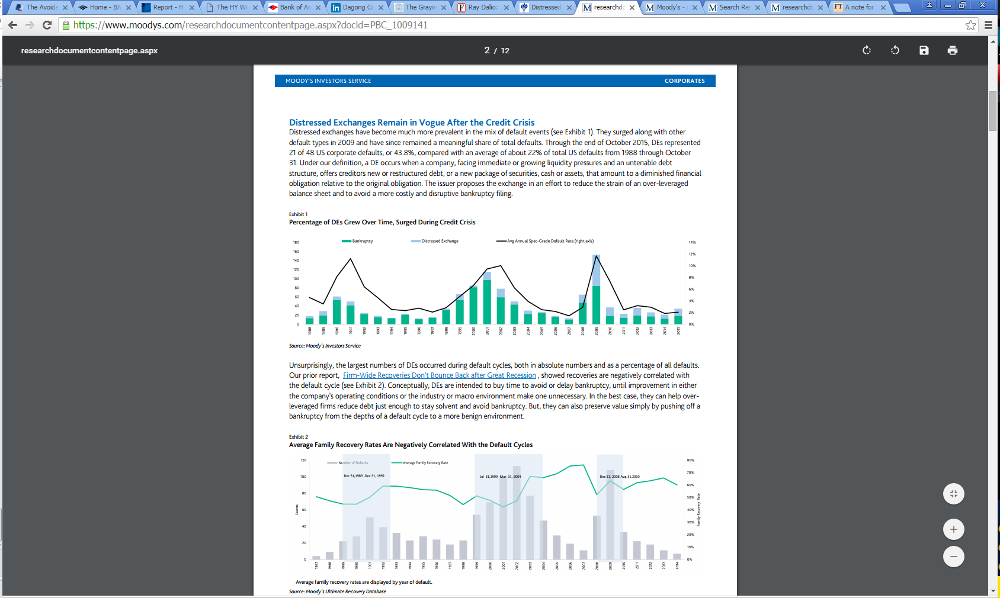 The Avoida
Home - BA
Report - H
The HY Wi
Bank of An
Dagong Cr
The Grayin
Ray Dalio:
Distressed
researchdc
Moody's -
Search Re:
researchdc
FT A note for
https://www.moodys.com/researchdocumentcontentpage.aspx?docid=PBC_1009141
researchdocumentcontentpage.aspx
2 / 12
MOODY'S INVESTORS SERVICE CORPORATES
Distressed Exchanges Remain in Vogue After the Credit Crisis
Distressed exchanges have become much more prevalent in the mix of default events (see Exhibit 1). They surged along with other
default types in 2009 and have since remained a meaningful share of total defaults. Through the end of October 2015, DEs represented
21 of 48 US corporate defaults, or 43.8%, compared with an average of about 22% of total US defaults from 1988 through October
31. Under our definition, a DE occurs when a company, facing immediate or growing liquidity pressures and an untenable debt
structure, offers creditors new or restructured debt, or a new package of securities, cash or assets, that amount to a diminished financial
obligation relative to the original obligation. The issuer proposes the exchange in an effort to reduce the strain of an over-leveraged
balance sheet and to avoid a more costly and disruptive bankruptcy filing.
Exhibit 1
Percentage of DEs Grew Over Time, Surged During Credit Crisis
Bankruptcy Distressed Exchange Avg Annual Spec-Grade Default Rate (right axis)
180 14%
160 12%
140 10%
120 8%
100 6%
80 4%
60 2%
40 0%
20
0
1988 1989 1990 1991 1992 1993 1994 1995 1996 1997 1998 1999 2000 2001 2002 2003 2004 2005 2006 2007 2008 2009 2010 2011 2012 2013 2014 2015
Source: Moody's Investors Service
Unsurprisingly, the largest numbers of DEs occurred during default cycles, both in absolute numbers and as a percentage of all defaults.
Our prior report, Firm-Wide Recoveries Don't Bounce Back after Great Recession , showed recoveries are negatively correlated with
the default cycle (see Exhibit 2). Conceptually, DEs are intended to buy time to avoid or delay bankruptcy, until improvement in either
the company's operating conditions or the industry or macro environment make one unnecessary. In the best case, they can help over-
leveraged firms reduce debt just enough to stay solvent and avoid bankruptcy. But, they can also preserve value simply by pushing off a
bankruptcy from the depths of a default cycle to a more benign environment.
Exhibit 2
Average Family Recovery Rates Are Negatively Correlated With the Default Cycles
Number of Defaults Average Family Recovery Rate
Dec 31,1989 -Dec 31, 1992 Jul 31,1999 -Mar 31, 2004 Dec 31, 2008-Aug 31,2010
120 80%
100 70%
80 60%
60 50%
40 40%
20 30%
0 20%
10%
0%
Counts
Family Recovery Rate
1987 1988 1989 1990 1991 1992 1993 1994 1995 1996 1997 1998 1999 2000 2001 2002 2003 2004 2005 2006 2007 2008 2009 2010 2011 2012 2013 2014
Average family recovery rates are displayed by year of default.
Source: Moody's Ultimate Recovery Database